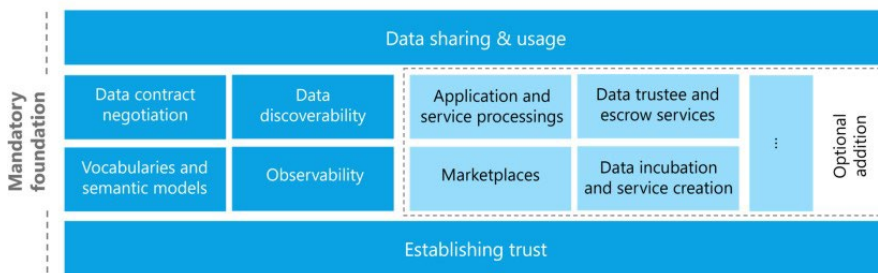 Mandatory
foundation
Data sharing & usage
Data contract
negotiation
Data
discoverability
Application and
service processings
Data trustee and
escrow services
...
Optional
addition
Vocabularies and
semantic models
Observability
Marketplaces
Data incubation
and service creation
Establishing trust